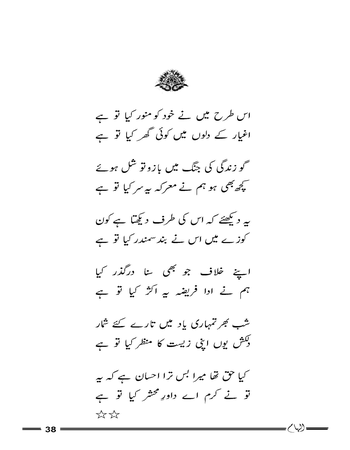 اس طرح میں نے خود کو منور کیا تو ہے
اغیار کے دلوں میں کوئی گھر کیا تو ہے
گو زندگی کی جنگ میں بازو تو شل ہوئے
کچھ بھی ہو ہم نے معرکہ یہ سر کیا تو ہے
یہ دیکھئے کہ اس کی طرف دیکھتا ہے کون
کوزے میں اس نے بند سمندر کیا تو ہے
اپنے خلاف جو بھی سنا درگذر کیا
ہم نے ادا فریضہ یہ اکثر کیا تو ہے
شب بھر تمہاری یاد میں تارے کئے شمار
دلکش یوں اپنی زیست کا منظر کیا تو ہے
کیا حق تھا میرا بس ترا احسان ہے کہ یہ
تو نے کرم اے داورِ محشر کیا تو ہے
☆☆
38